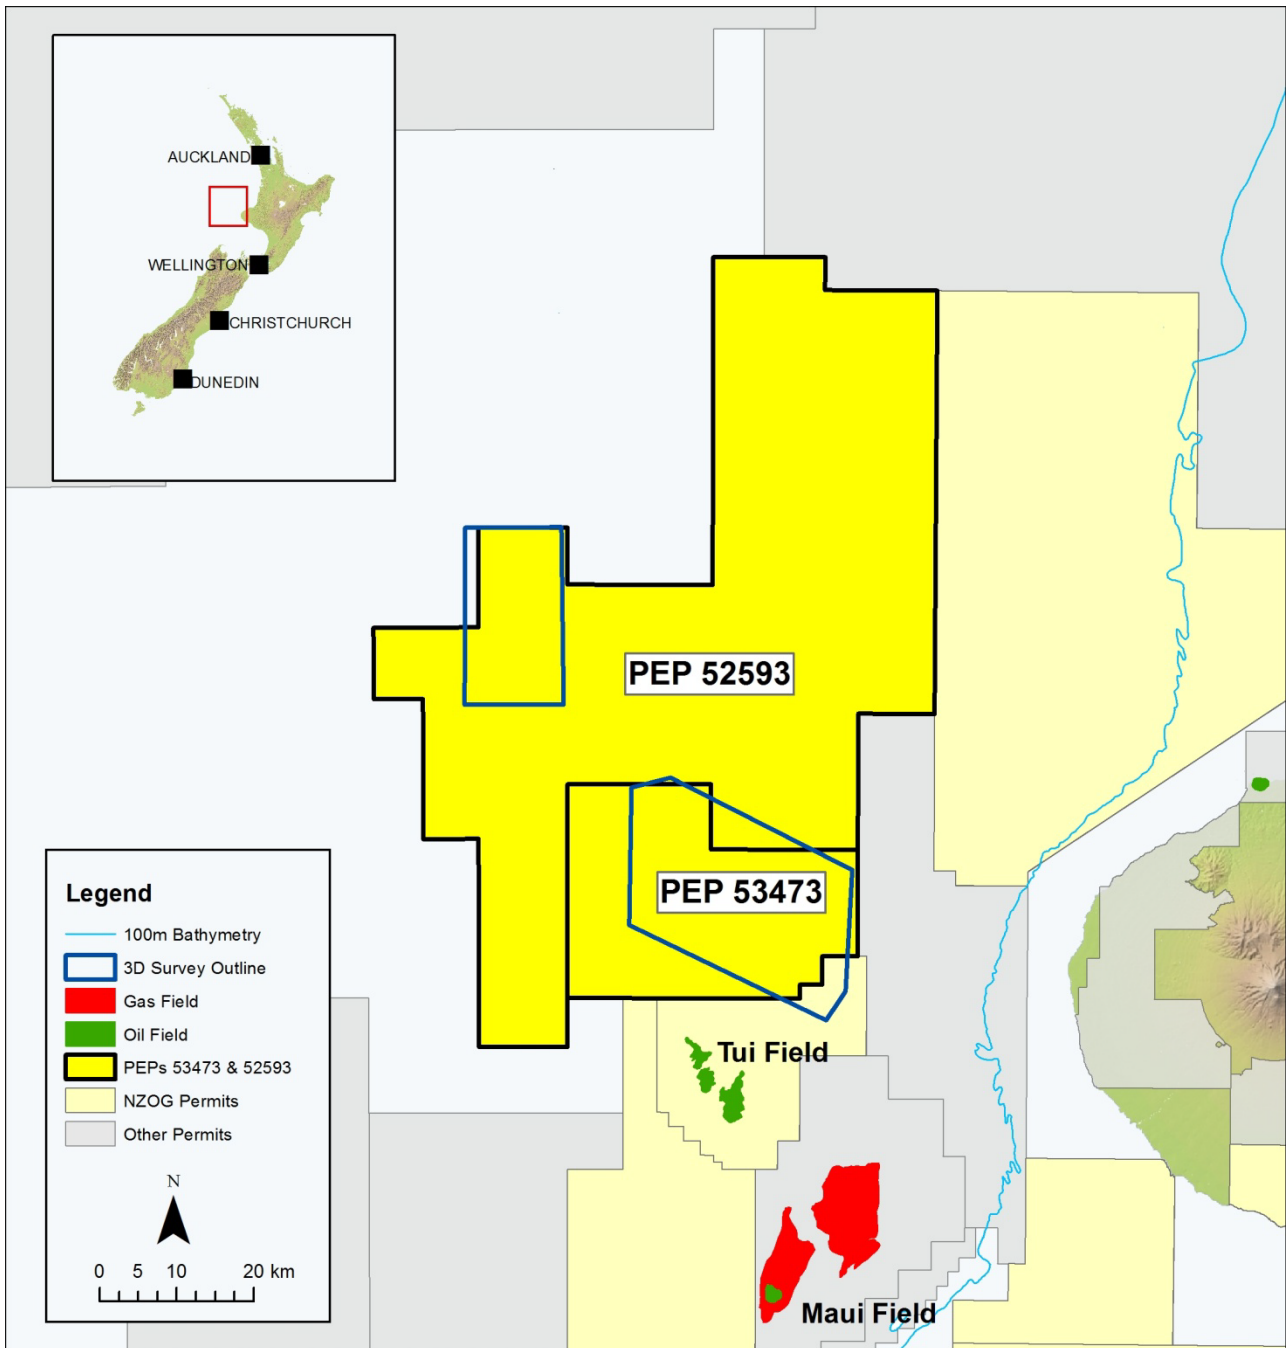 AUCKLAND
WELLINGTON
CHRISTCHURCH
DUNEDIN
PEP 52593
PEP 53473
Tui Field
Maui Field
Legend
100m Bathymetry
3D Survey Outline
Gas Field
Oil Field
PEPs 53473 & 52593
NZOG Permits
Other Permits
N
0 5 10 20 km